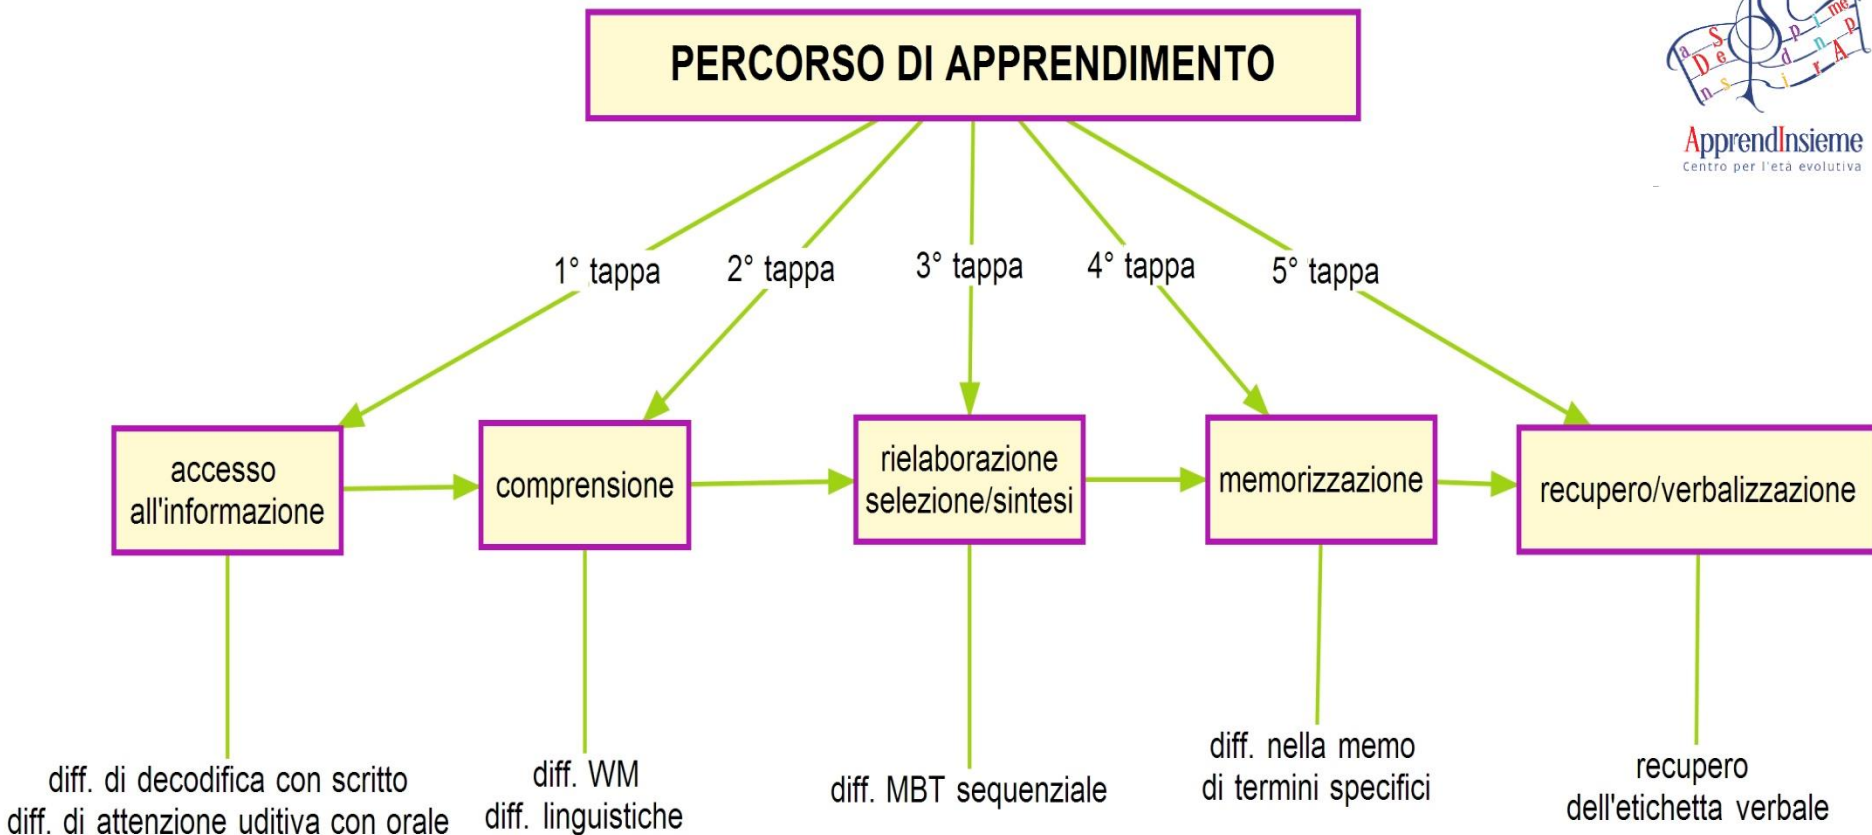 PERCORSO DI APPRENDIMENTO
ApprendInsieme
Centro per l'età evolutiva
1° tappa
2° tappa
3° tappa
4° tappa
5° tappa
accesso
all'informazione
comprensione
rielaborazione
selezione/sintesi
memorizzazione
recupero/verbalizzazione
diff. di decodifica con scritto
diff. di attenzione uditiva con orale
diff. WM
diff. linguistiche
diff. MBT sequenziale
diff. nella memo
di termini specifici
recupero
dell'etichetta verbale